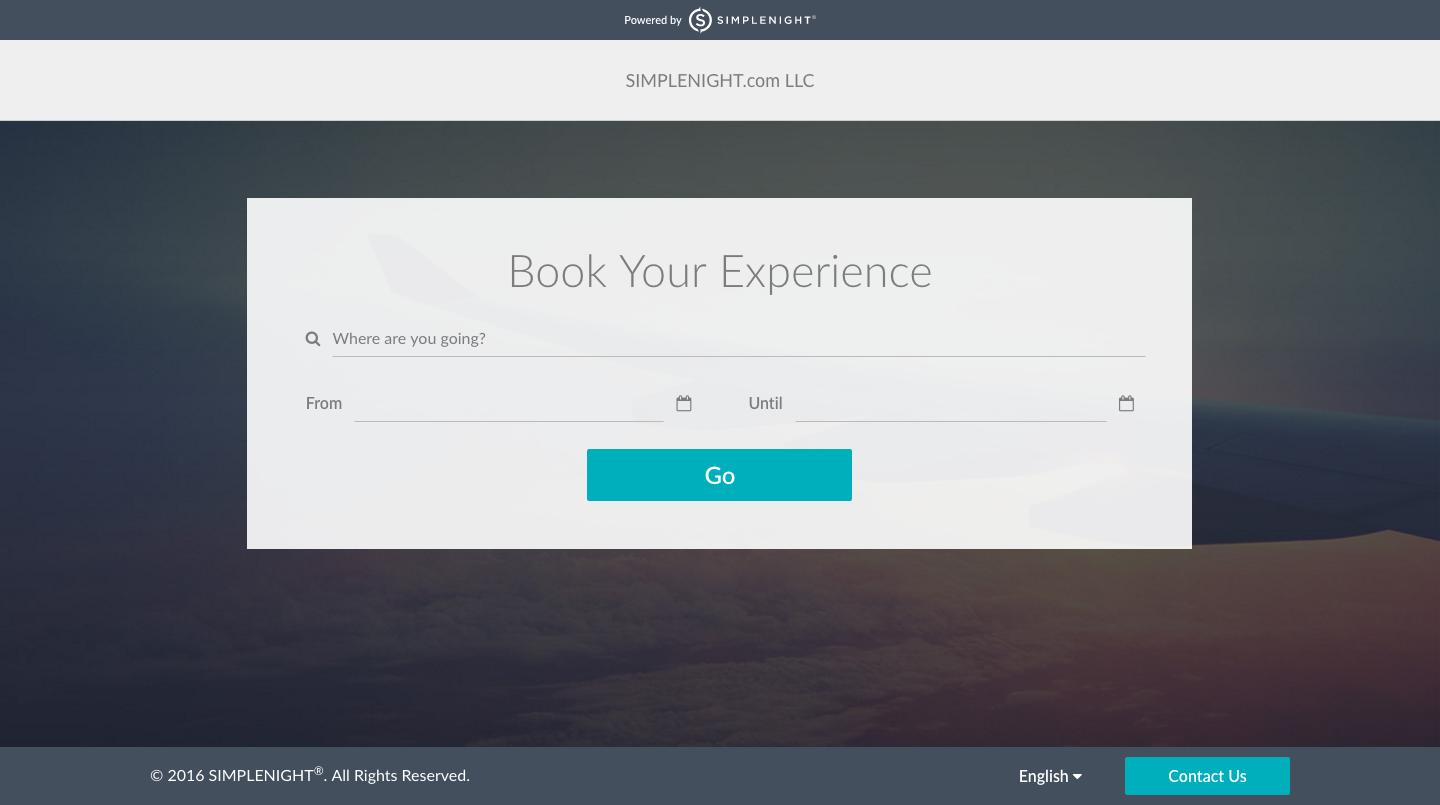 Powered by SIMPLENIGHT®
SIMPLENIGHT.com LLC
Book Your Experience
Where are you going?
From
Until
Go
© 2016 SIMPLENIGHT®. All Rights Reserved.
English
Contact Us